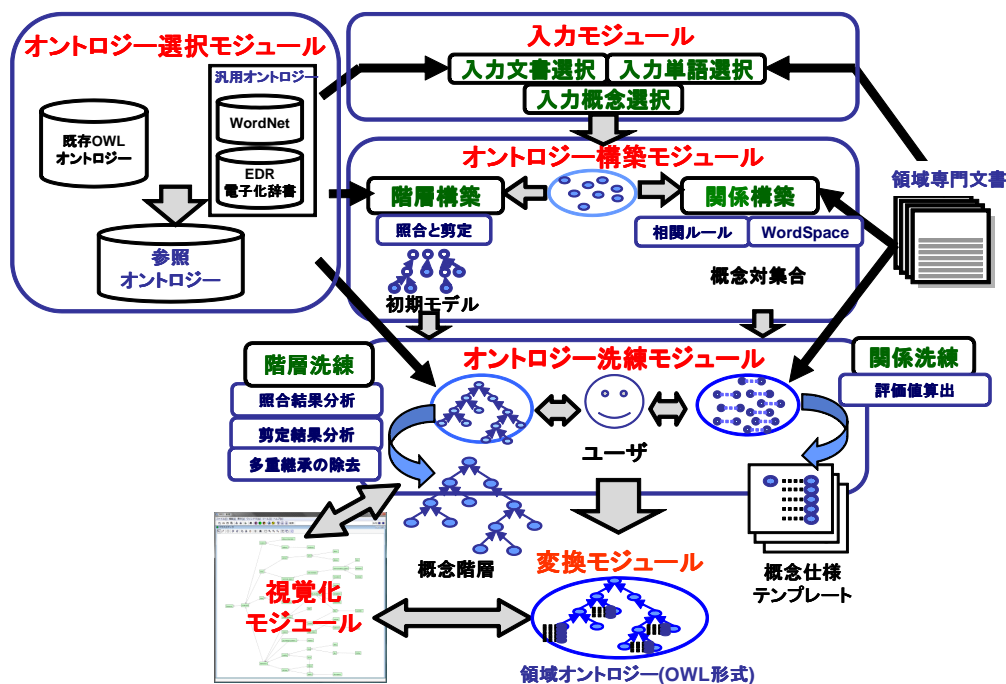 オントロジー選択モジュール
汎用オントロジー
WordNet
EDR
電子化辞書
既存OWL
オントロジー
参照
オントロジー
入力モジュール
入力文書選択
入力単語選択
入力概念選択
オントロジー構築モジュール
階層構築
関係構築
照合と剪定
相関ルール
WordSpace
初期モデル
概念対集合
領域専門文書
オントロジー洗練モジュール
階層洗練
照合結果分析
剪定結果分析
多重継承の除去
関係洗練
評価値算出
ユーザ
概念階層
変換モジュール
概念仕様
テンプレート
視覚化
モジュール
領域オントロジー(OWL形式)